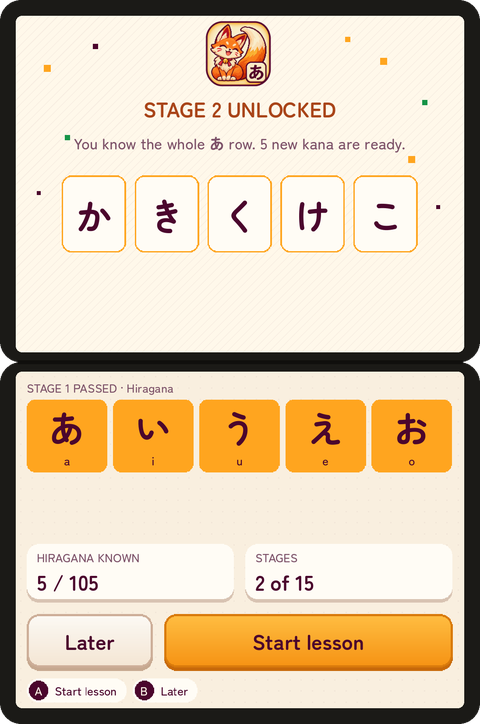 あ
STAGE 2 UNLOCKED
You know the whole あ row. 5 new kana are ready.
か き く け こ
STAGE 1 PASSED · Hiragana
あ い う え お
a i u e o
HIRAGANA KNOWN
5 / 105
STAGES
2 of 15
Later
Start lesson
A Start lesson B Later